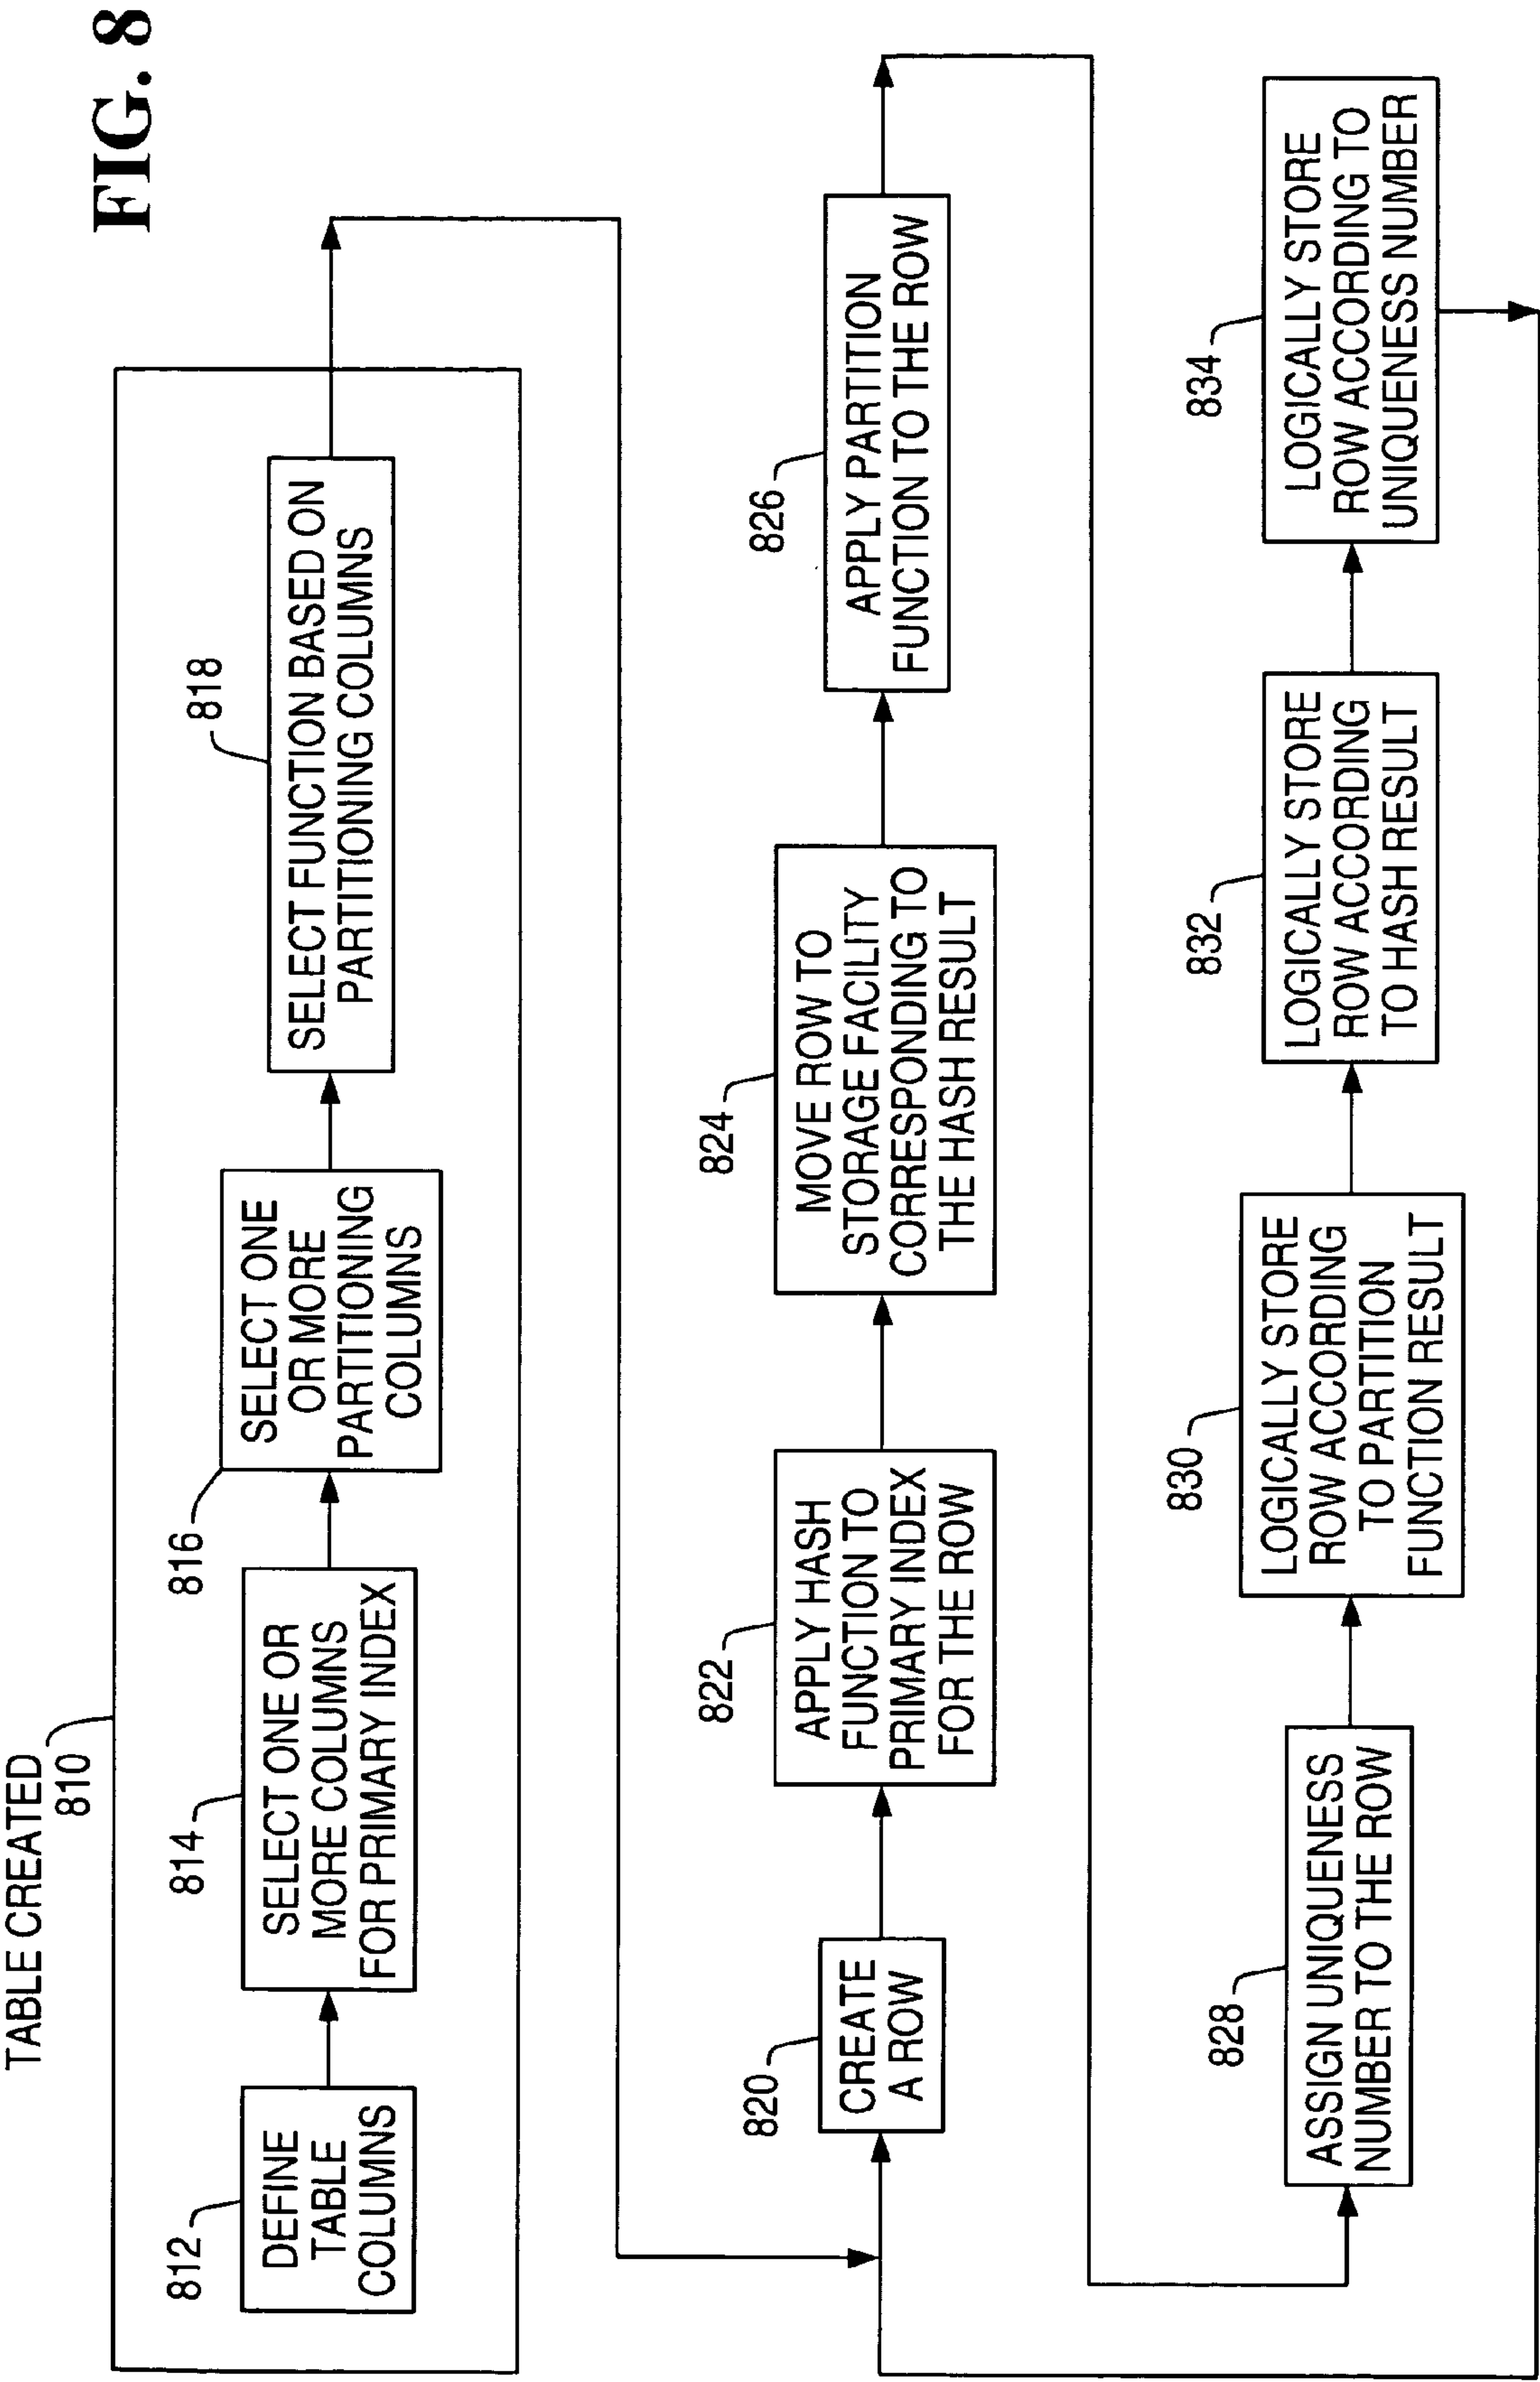 FIG. 8
TABLE CREATED
810
812
DEFINE
TABLE
COLUMNS
814
SELECT ONE OR
MORE COLUMNS
FOR PRIMARY INDEX
816
SELECT ONE
OR MORE
PARTITIONING
COLUMNS
818
SELECT FUNCTION BASED ON
PARTITIONING COLUMNS
820
CREATE
A ROW
822
APPLY HASH
FUNCTION TO
PRIMARY INDEX
FOR THE ROW
824
MOVE ROW TO
STORAGE FACILITY
CORRESPONDING TO
THE HASH RESULT
826
APPLY PARTITION
FUNCTION TO THE ROW
828
ASSIGN UNIQUENESS
NUMBER TO THE ROW
830
LOGICALLY STORE
ROW ACCORDING
TO PARTITION
FUNCTION RESULT
832
LOGICALLY STORE
ROW ACCORDING
TO HASH RESULT
834
LOGICALLY STORE
ROW ACCORDING TO
UNIQUENESS NUMBER